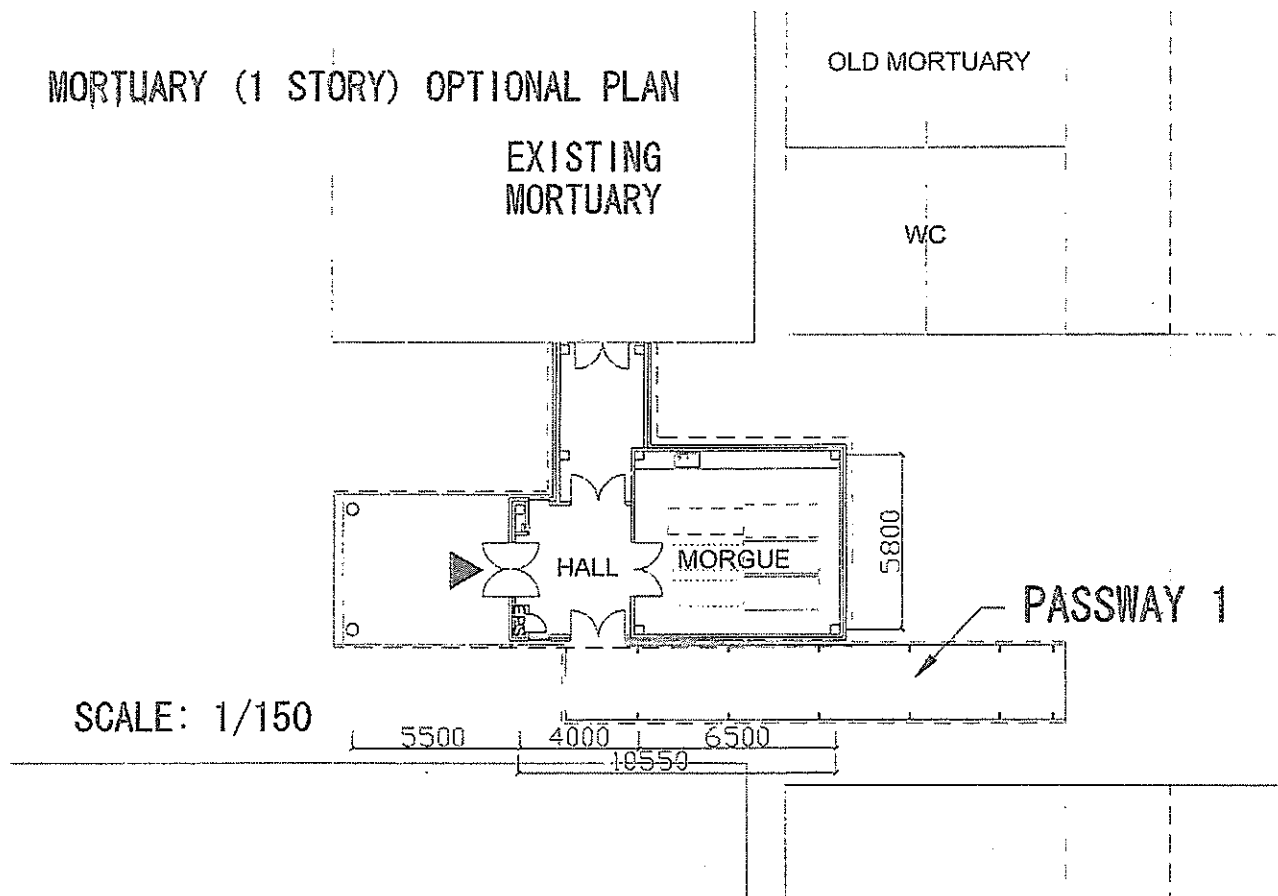 MORTUARY (1 STORY) OPTIONAL PLAN
OLD MORTUARY
EXISTING
MORTUARY
WC
HALL
MORGUE
5800
EPS
PASSWAY 1
SCALE: 1/150
5500
4000
6500
10550